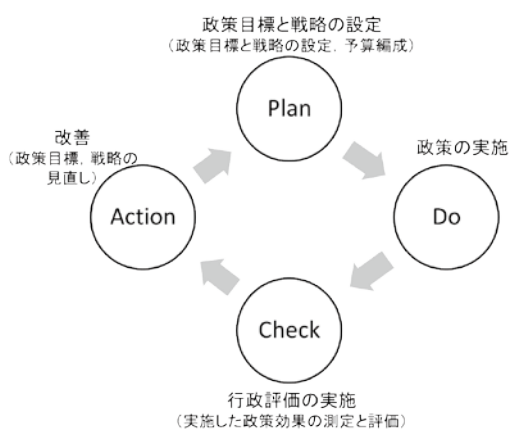 政策目標と戦略の設定
(政策目標と戦略の設定, 予算編成)
Plan
政策の実施
Do
改善
(政策目標, 戦略の
見直し)
Action
Check
行政評価の実施
(実施した政策効果の測定と評価)